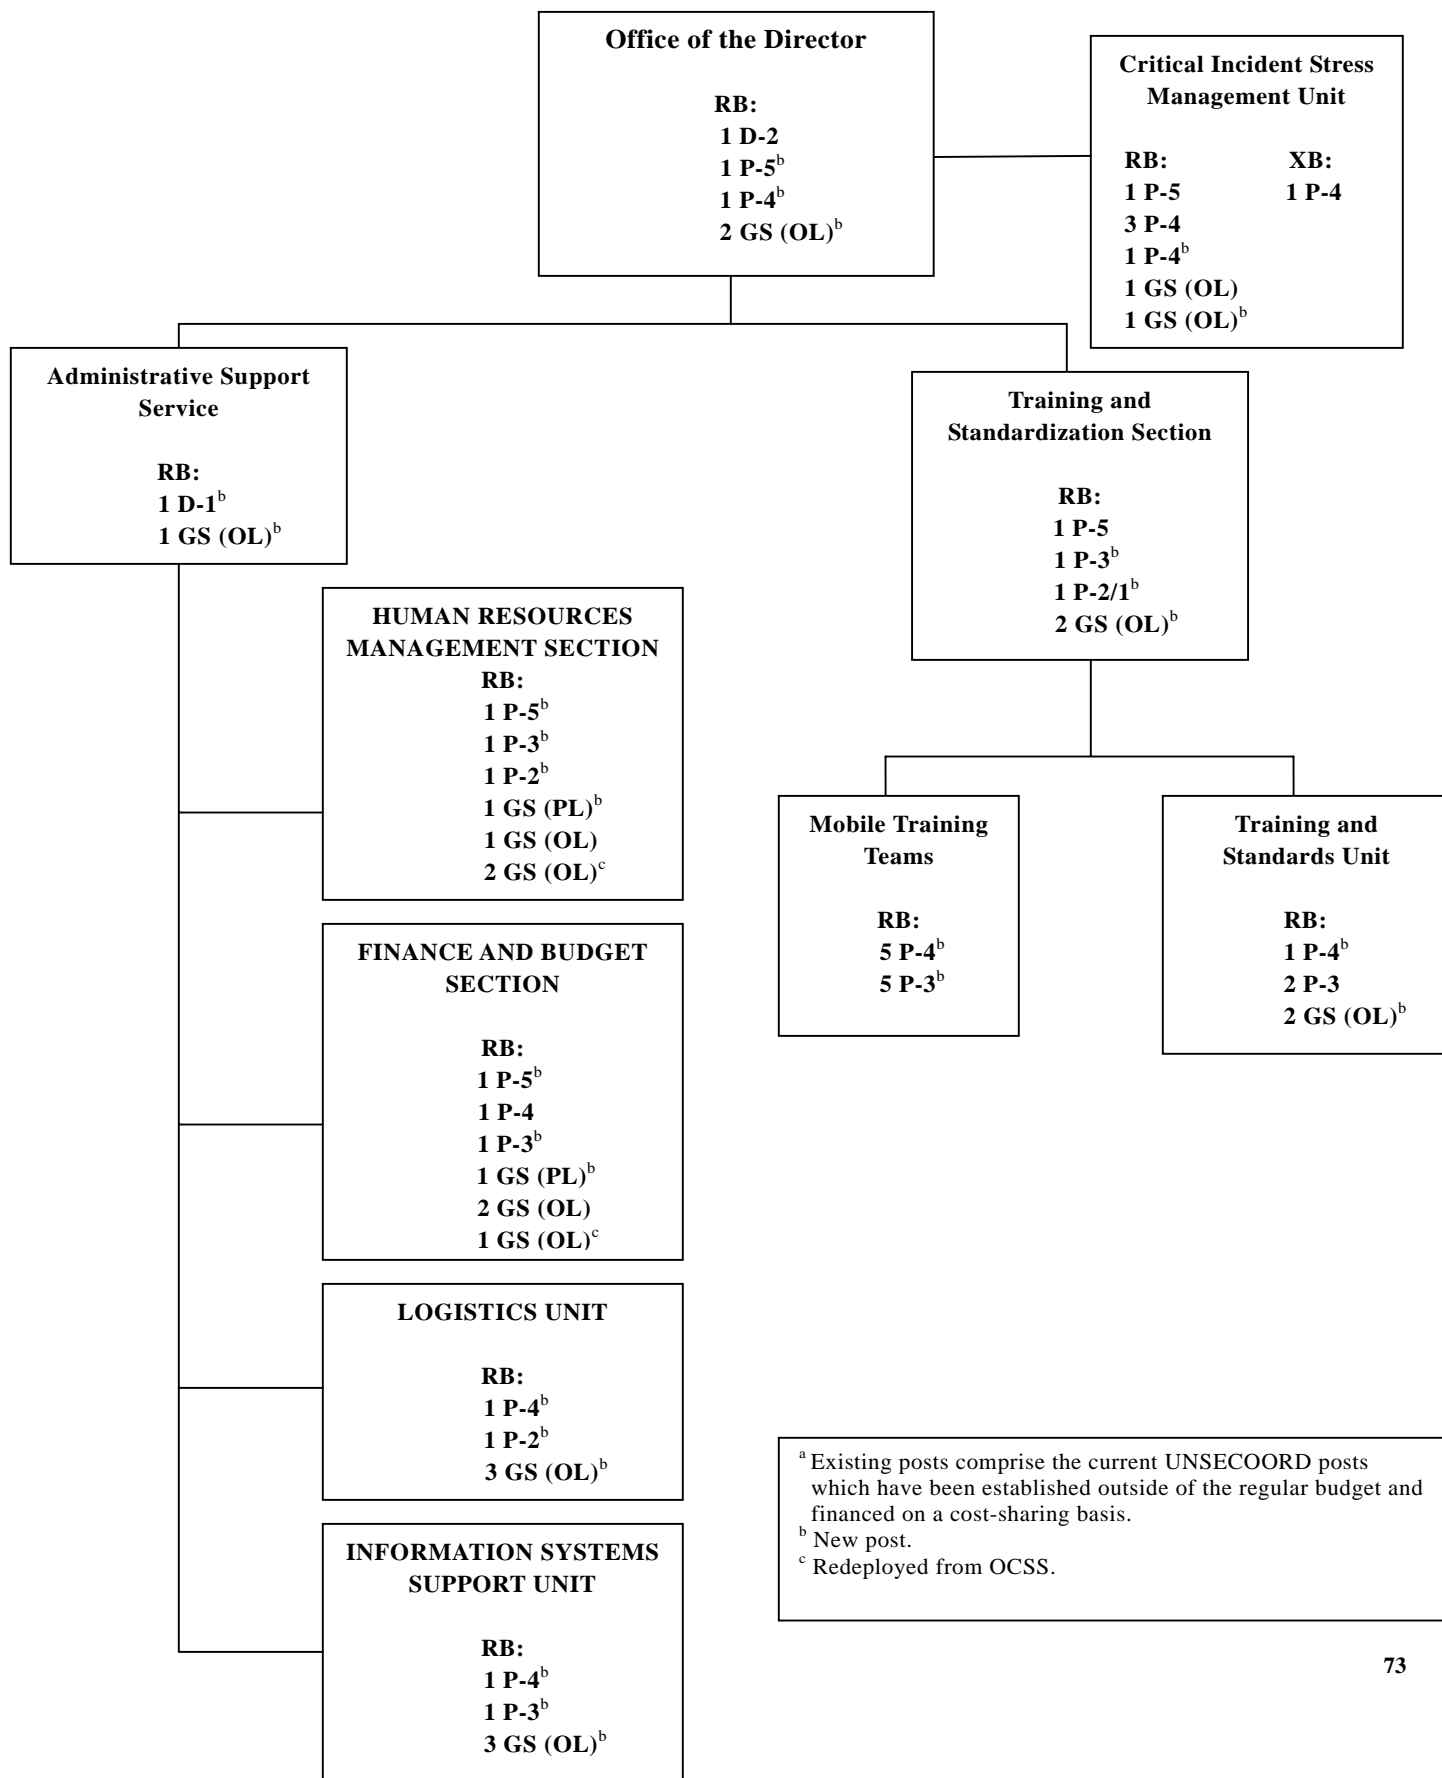 Office of the Director
RB:
1 D-2
1 P-5ᵇ
1 P-4ᵇ
2 GS (OL)ᵇ
Critical Incident Stress
Management Unit
RB: XB:
1 P-5 1 P-4
3 P-4
1 P-4ᵇ
1 GS (OL)
1 GS (OL)ᵇ
Administrative Support
Service
RB:
1 D-1ᵇ
1 GS (OL)ᵇ
Training and
Standardization Section
RB:
1 P-5
1 P-3ᵇ
1 P-2/1ᵇ
2 GS (OL)ᵇ
HUMAN RESOURCES
MANAGEMENT SECTION
RB:
1 P-5ᵇ
1 P-3ᵇ
1 P-2ᵇ
1 GS (PL)ᵇ
1 GS (OL)
2 GS (OL)ᶜ
Mobile Training
Teams
RB:
5 P-4ᵇ
5 P-3ᵇ
Training and
Standards Unit
RB:
1 P-4ᵇ
2 P-3
2 GS (OL)ᵇ
FINANCE AND BUDGET
SECTION
RB:
1 P-5ᵇ
1 P-4
1 P-3ᵇ
1 GS (PL)ᵇ
2 GS (OL)
1 GS (OL)ᶜ
LOGISTICS UNIT
RB:
1 P-4ᵇ
1 P-2ᵇ
3 GS (OL)ᵇ
INFORMATION SYSTEMS
SUPPORT UNIT
RB:
1 P-4ᵇ
1 P-3ᵇ
3 GS (OL)ᵇ
ᵃ Existing posts comprise the current UNSECOORD posts
which have been established outside of the regular budget and
financed on a cost-sharing basis.
ᵇ New post.
ᶜ Redeployed from OCSS.
73